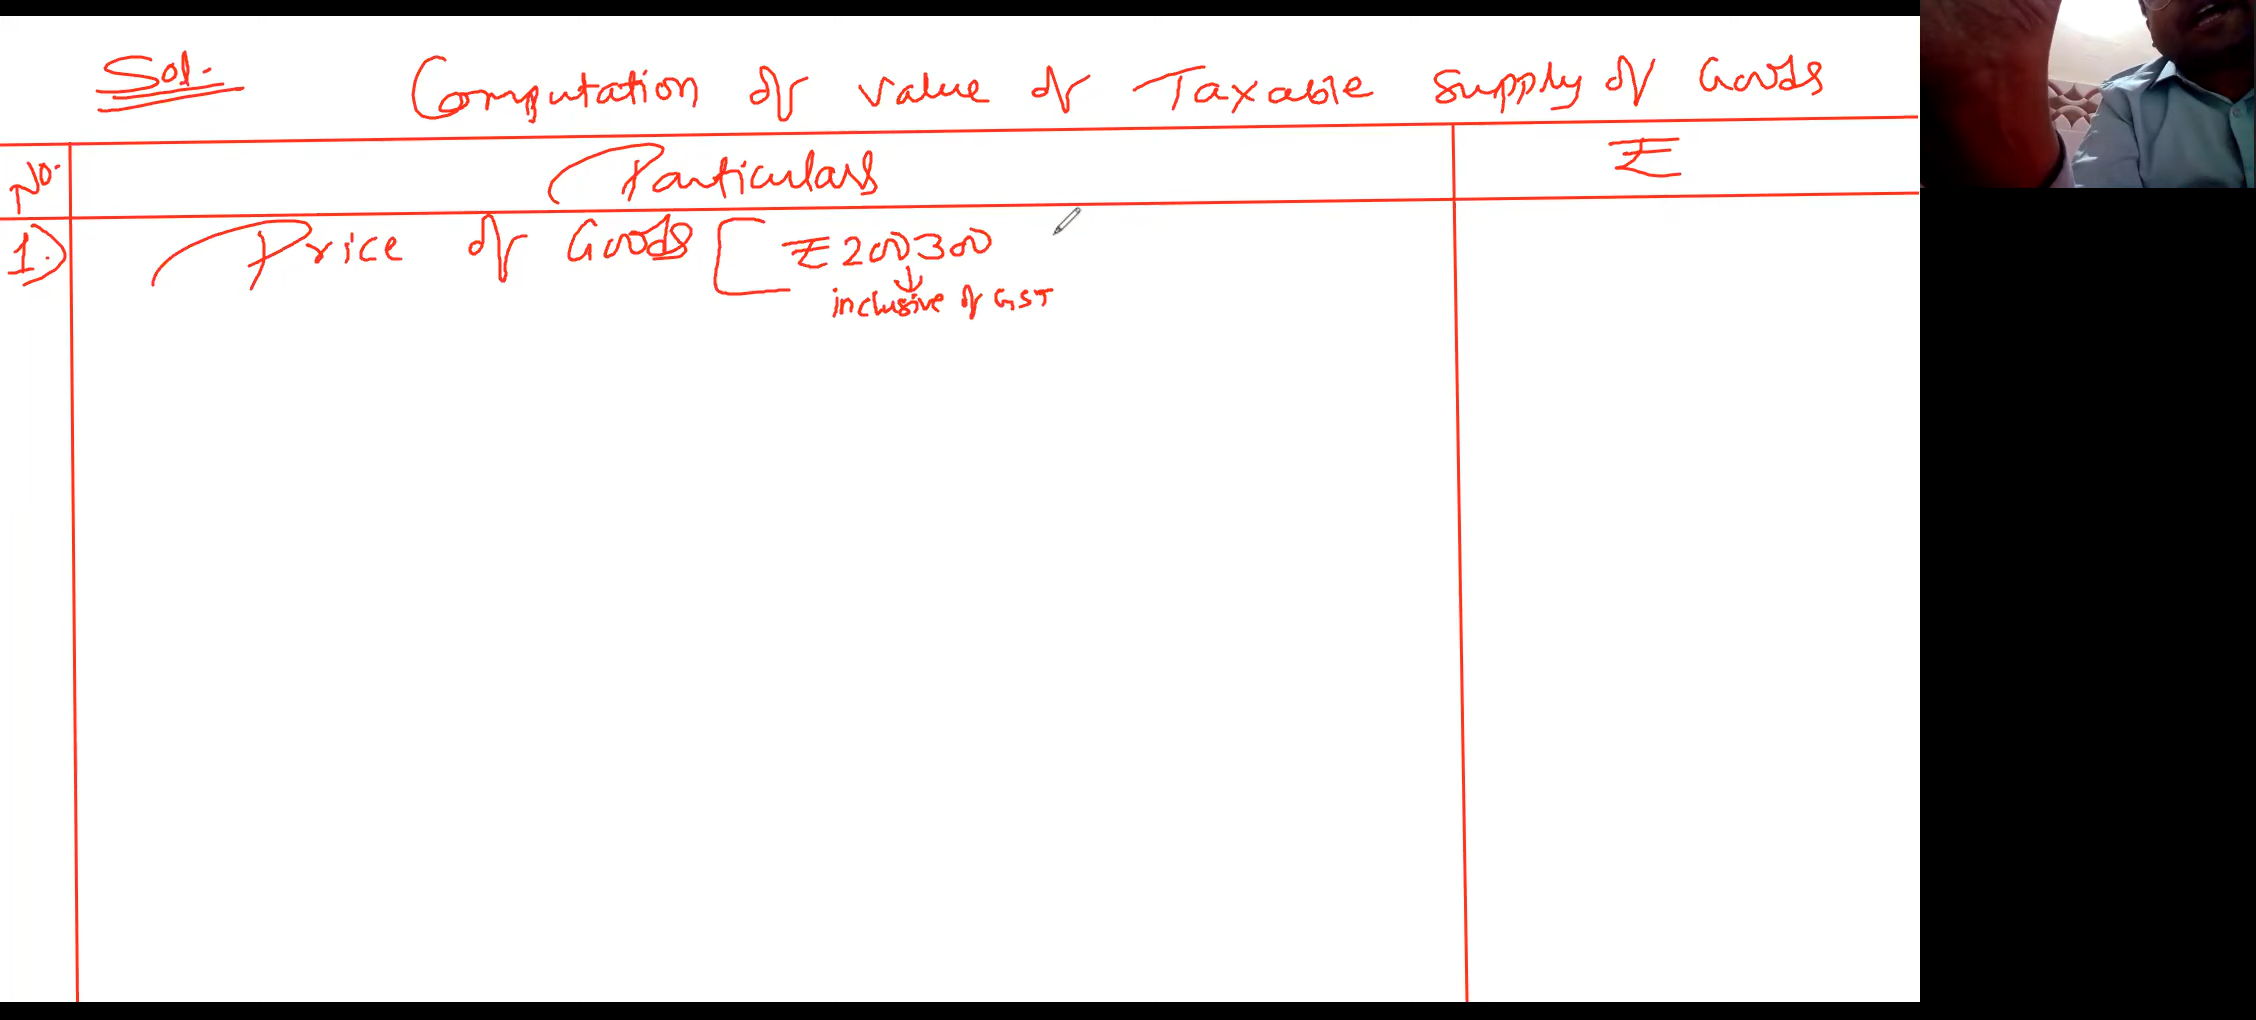 Sol. Computation of value of Taxable supply of Goods
No. Particulars ₹
1.) Price of Goods [ ₹200300
↓
inclusive of GST